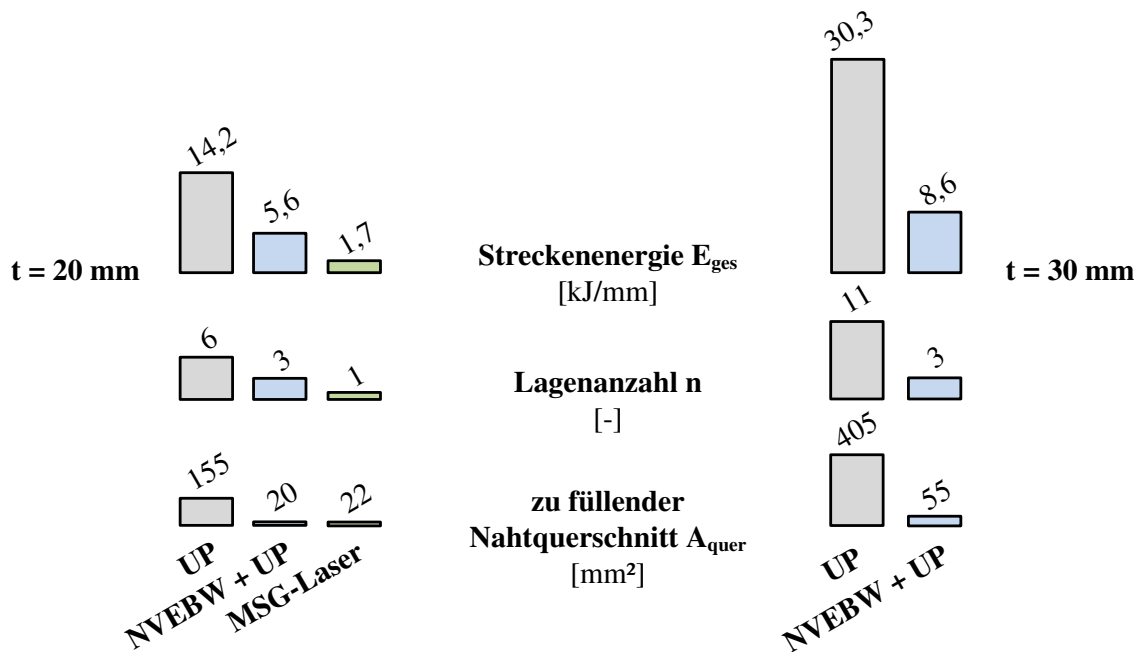 30,3
14,2
5,6
1,7
8,6
t = 20 mm
Streckenenergie Eges
[kJ/mm]
t = 30 mm
6
3
1
Lagenanzahl n
[-]
11
3
155
20
22
zu füllender
Nahtquerschnitt Aquer
[mm²]
405
55
UP
NVEBW + UP
MSG-Laser
UP
NVEBW + UP